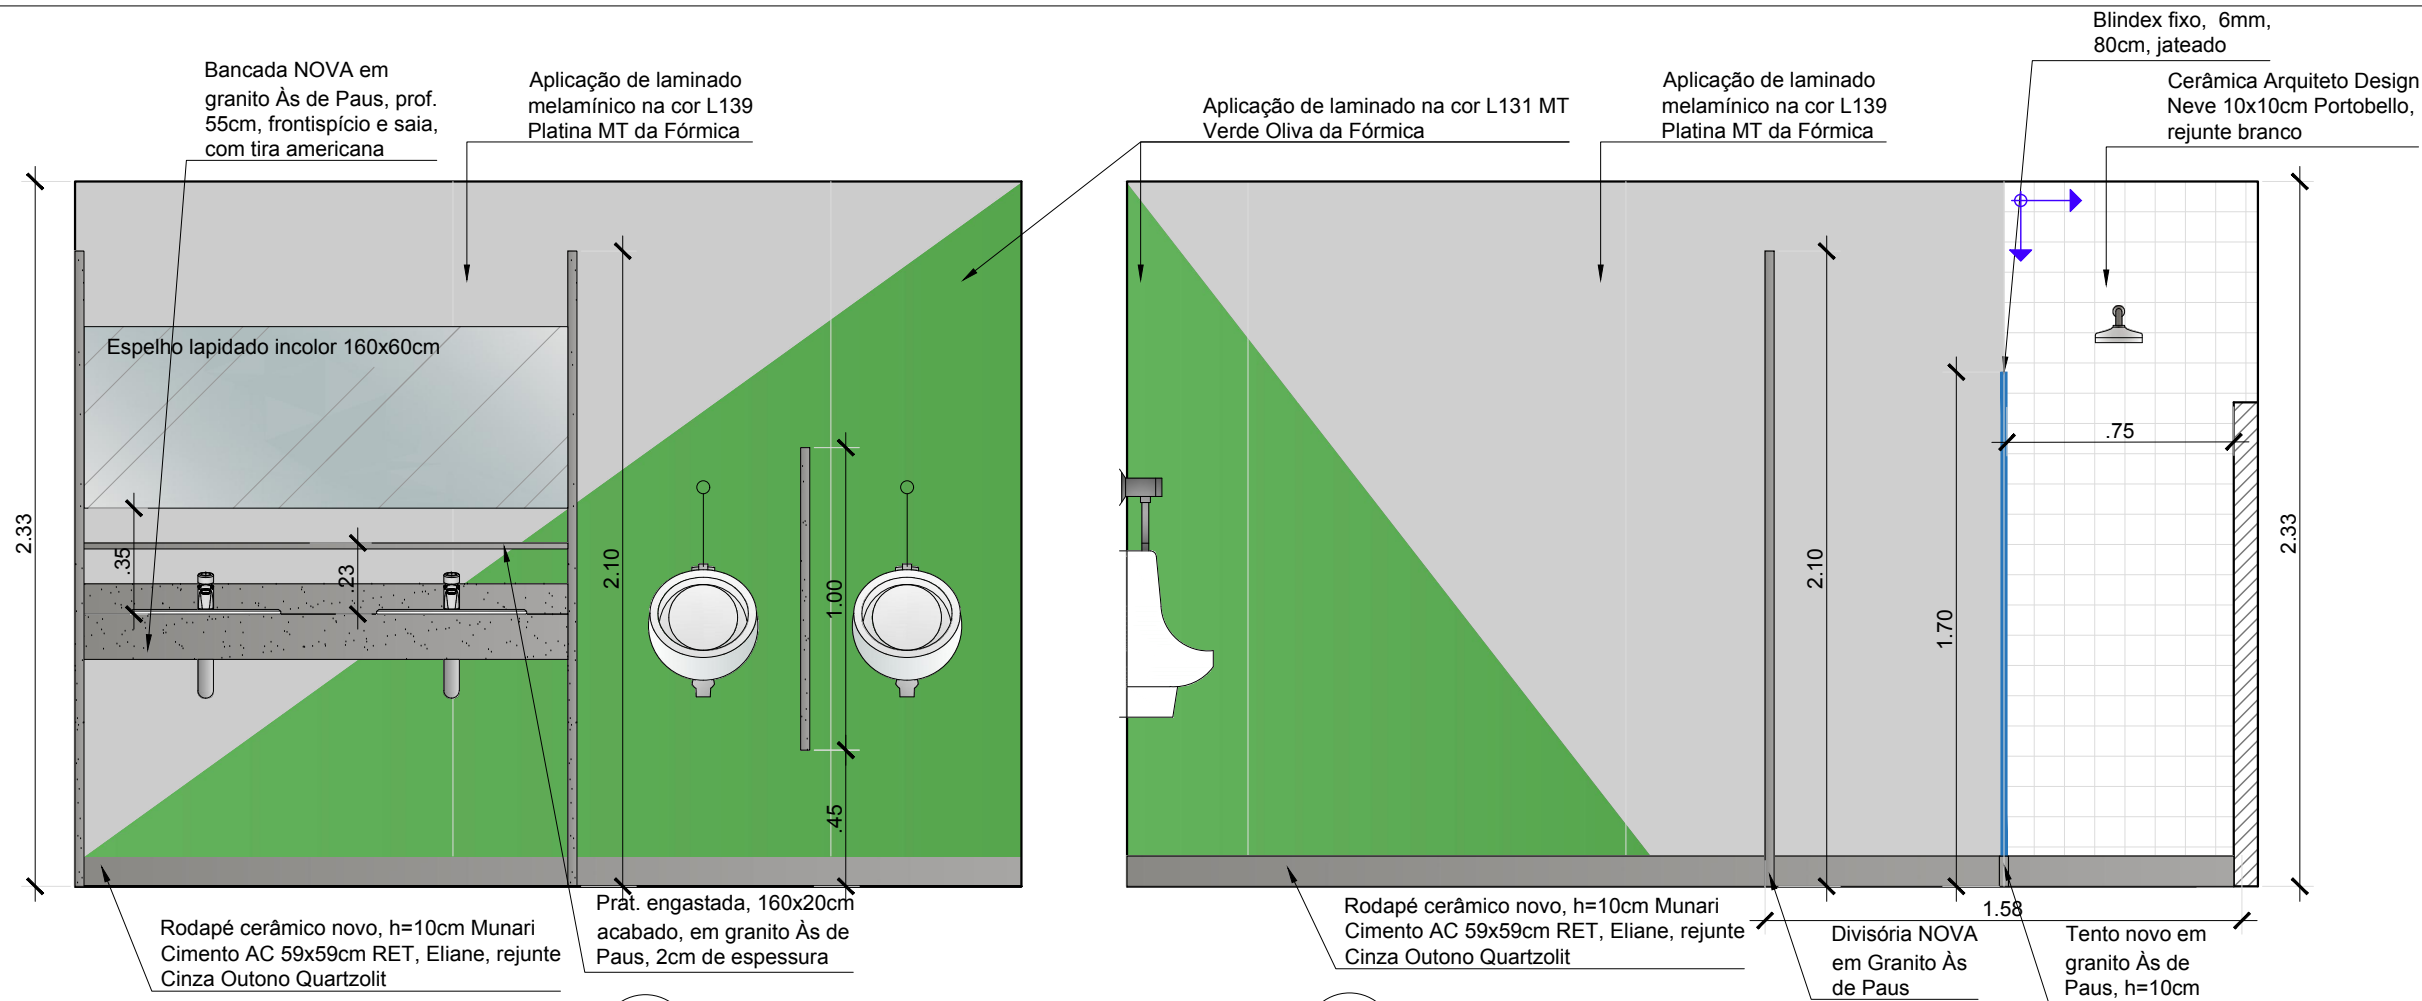 Blindex fixo, 6mm,
80cm, jateado
Bancada NOVA em
granito Às de Paus, prof.
55cm, frontispício e saia,
com tira americana
Aplicação de laminado
melamínico na cor L139
Platina MT da Fórmica
Aplicação de laminado na cor L131 MT
Verde Oliva da Fórmica
Aplicação de laminado
melamínico na cor L139
Platina MT da Fórmica
Cerâmica Arquiteto Design
Neve 10x10cm Portobello,
rejunte branco
Espelho lapidado incolor 160x60cm
2.33
.35
.23
2.10
1.00
.45
2.10
1.70
.75
2.33
1.58
Rodapé cerâmico novo, h=10cm Munari
Cimento AC 59x59cm RET, Eliane, rejunte
Cinza Outono Quartzolit
Prat. engastada, 160x20cm
acabado, em granito Às de
Paus, 2cm de espessura
Rodapé cerâmico novo, h=10cm Munari
Cimento AC 59x59cm RET, Eliane, rejunte
Cinza Outono Quartzolit
Divisória NOVA
em Granito Às
de Paus
Tento novo em
granito Às de
Paus, h=10cm